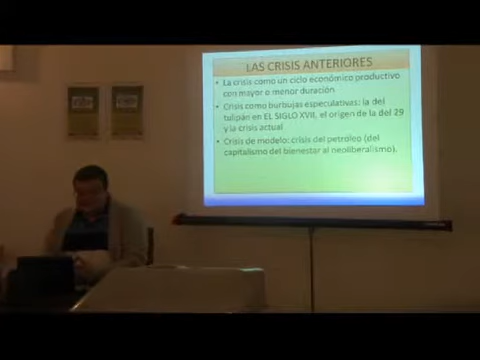 LAS CRISIS ANTERIORES
• La crisis como un ciclo económico productivo
con mayor o menor duración
• Crisis como burbujas especulativas: la del
tulipán en EL SIGLO XVII, el origen de la del 29
y la crisis actual
• Crisis de modelo: crisis del petróleo (del
capitalismo del bienestar al neoliberalismo).